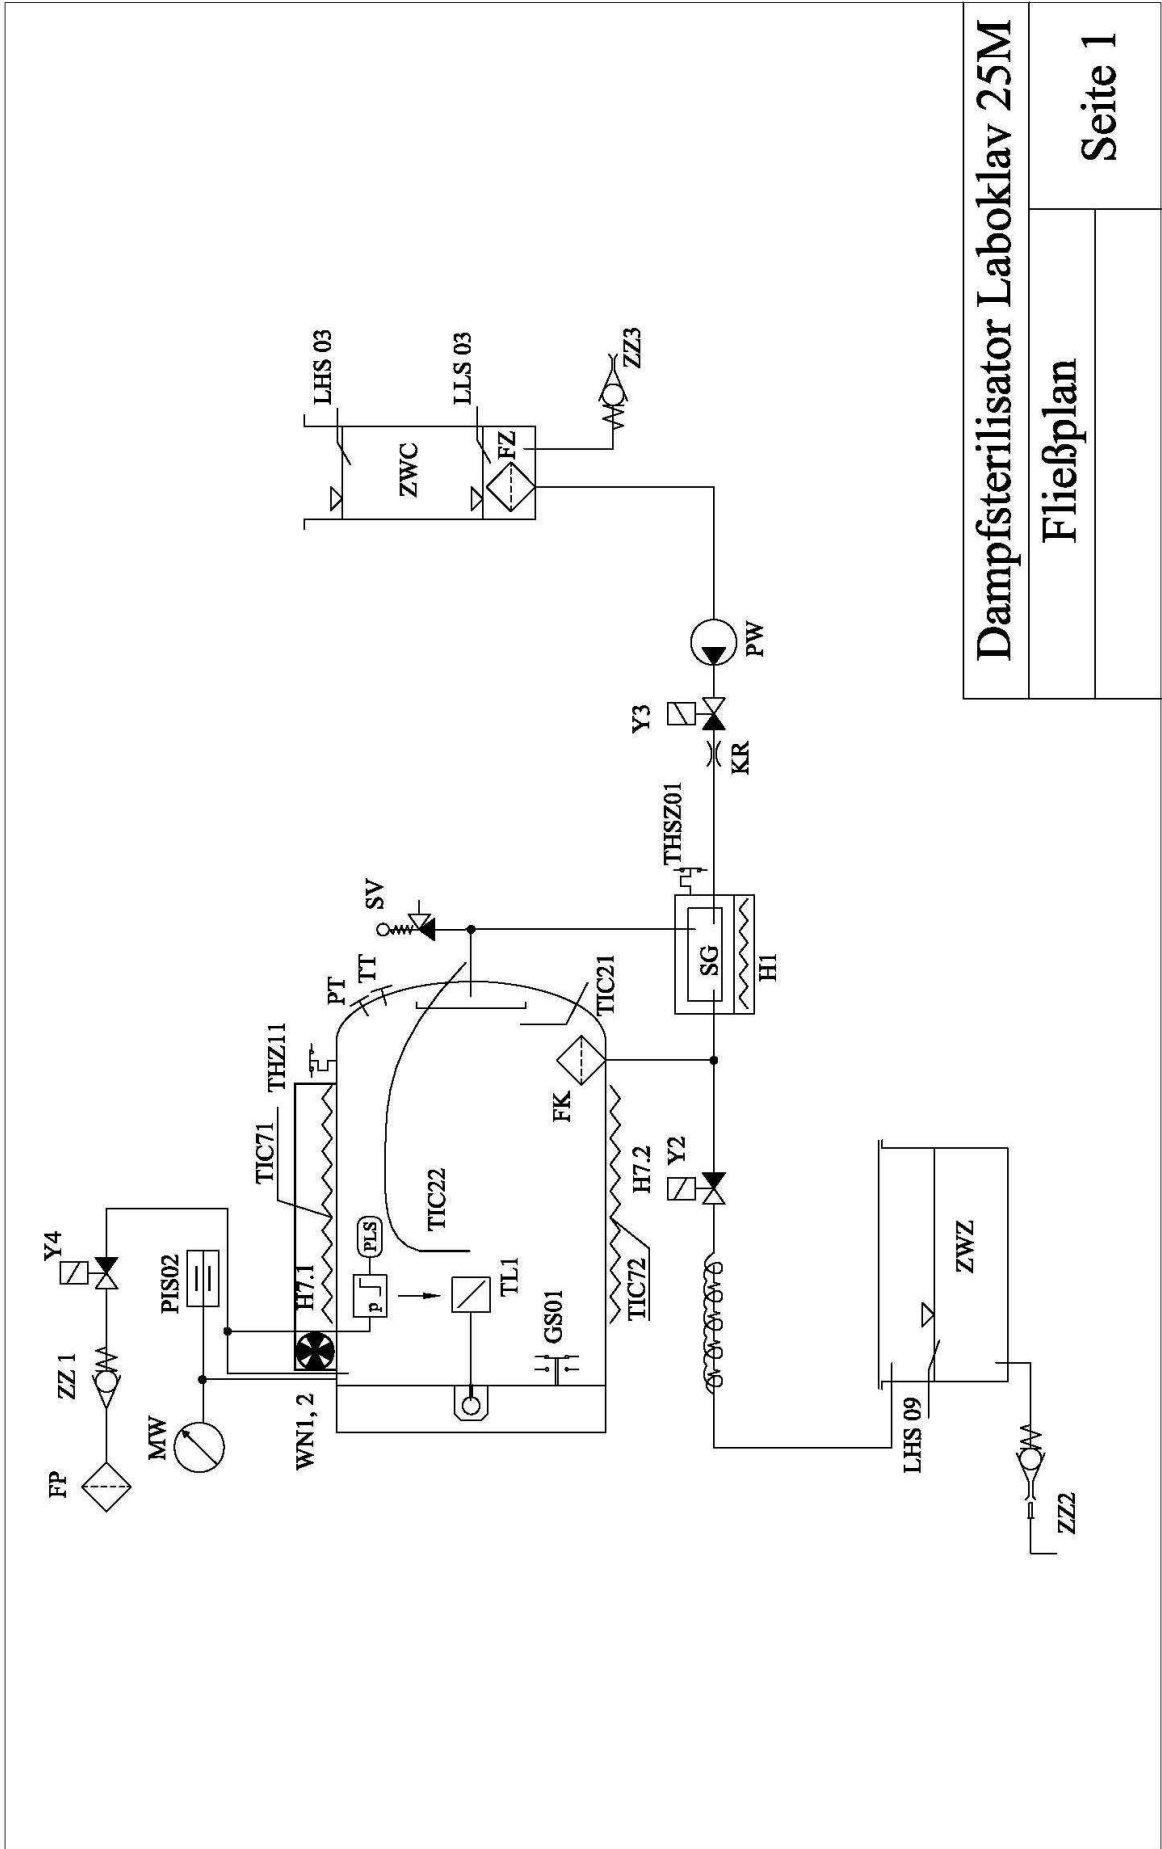 FP
ZZ 1
Y4
MW
PIS02
WN1, 2
H7.1
TIC71
THZ11
PT
TT
SV
LHS 03
p
PLS
TIC22
ZWC
LLS 03
TL1
FZ
GS01
FK
TIC21
ZZ3
TIC72
H7.2
Y2
SG
THSZ01
Y3
H1
KR
PW
LHS 09
ZWZ
ZZ2
Dampfsterilisator Laboklav 25M
Fließplan
Seite 1